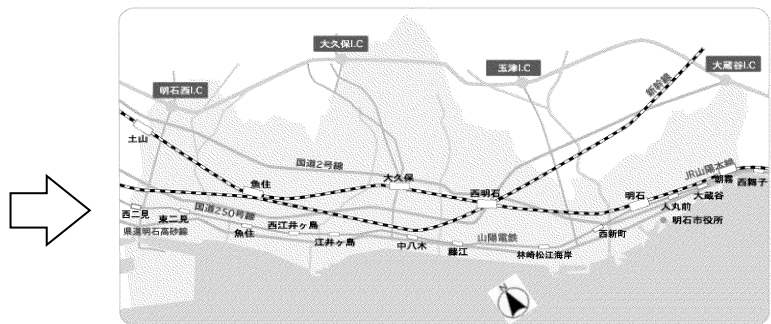 大久保I.C
玉津I.C
大蔵谷I.C
明石西I.C
新幹線
土山
国道2号線
JR山陽本線
魚住
大久保
西明石
明石
朝霧
西舞子
大蔵谷
人丸前
明石市役所
西二見
東二見
国道250号線
県道明石高砂線
魚住
西江井ヶ島
江井ヶ島
中八木
山陽電鉄
藤江
林崎松江海岸
西新町
N